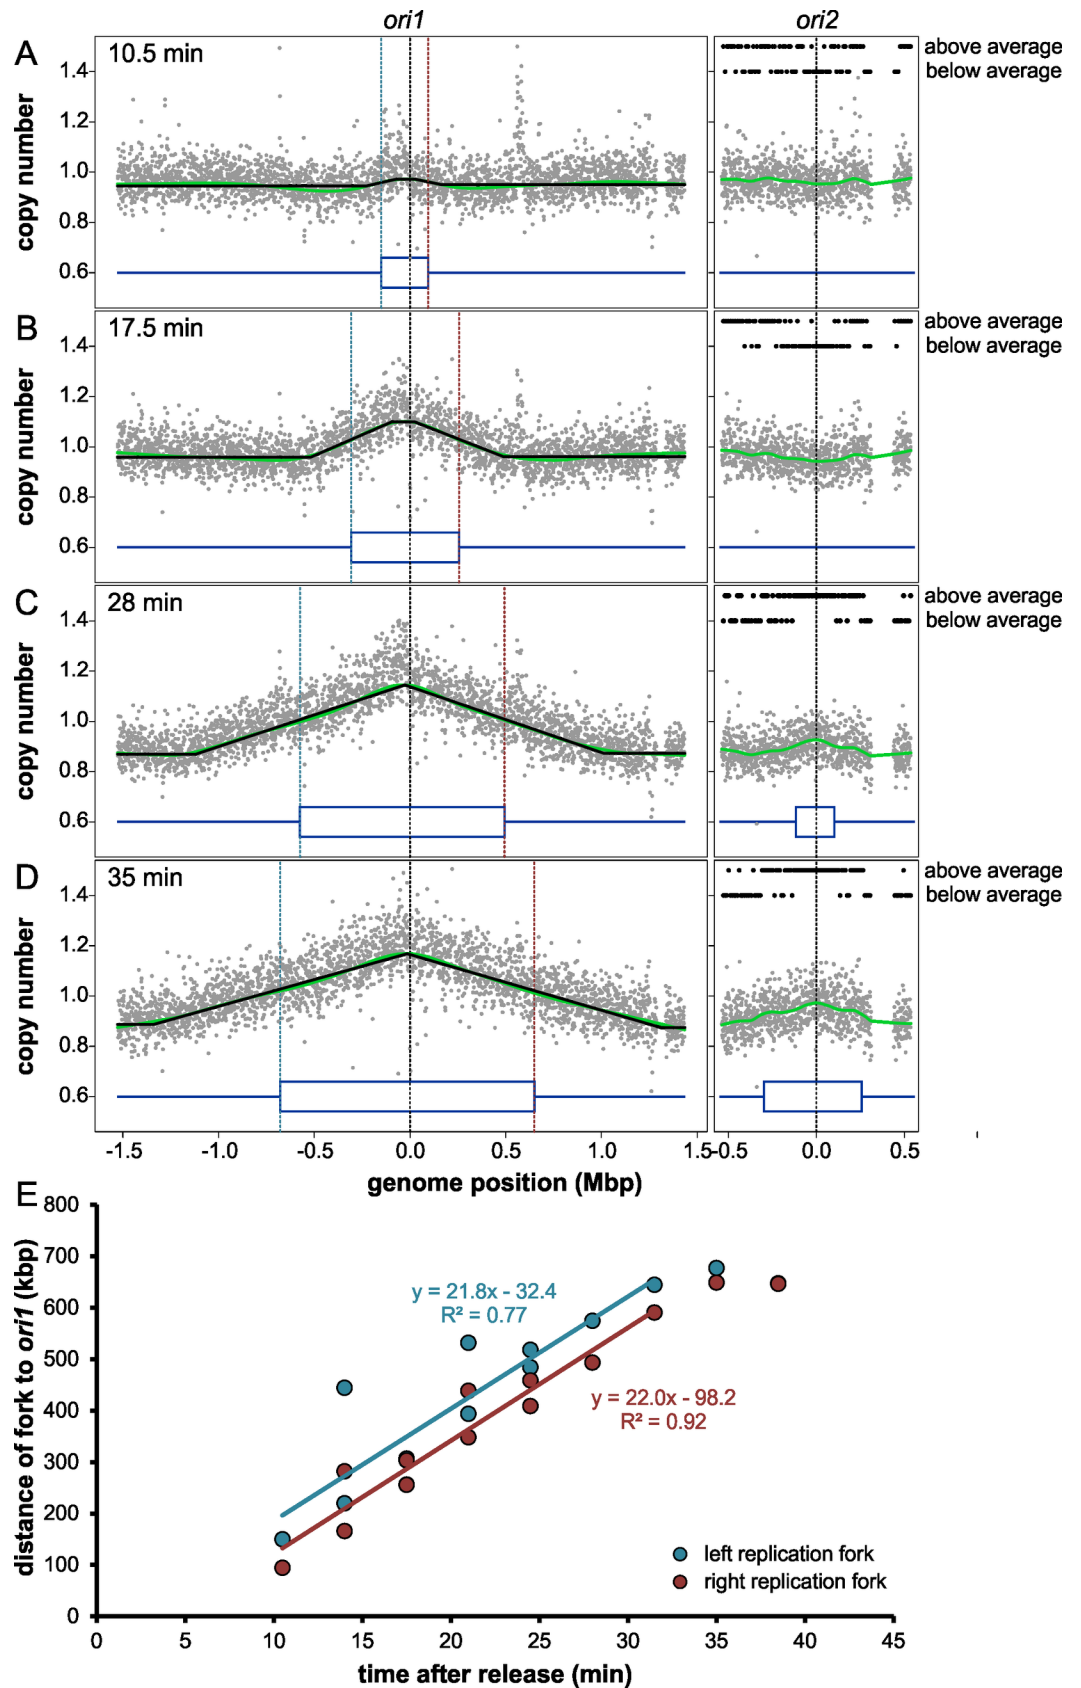 ori1 ori2
A 10.5 min
above average
below average
copy number
1.4
1.2
1.0
0.8
0.6
B 17.5 min
above average
below average
copy number
1.4
1.2
1.0
0.8
0.6
C 28 min
above average
below average
copy number
1.4
1.2
1.0
0.8
0.6
D 35 min
above average
below average
copy number
1.4
1.2
1.0
0.8
0.6
-1.5 -1.0 -0.5 0.0 0.5 1.0 1.5 -0.5 0.0 0.5
genome position (Mbp)
E
distance of fork to ori1 (kbp)
800
700
600
500
400
300
200
100
0
y = 21.8x - 32.4
R² = 0.77
y = 22.0x - 98.2
R² = 0.92
left replication fork
right replication fork
0 5 10 15 20 25 30 35 40 45
time after release (min)